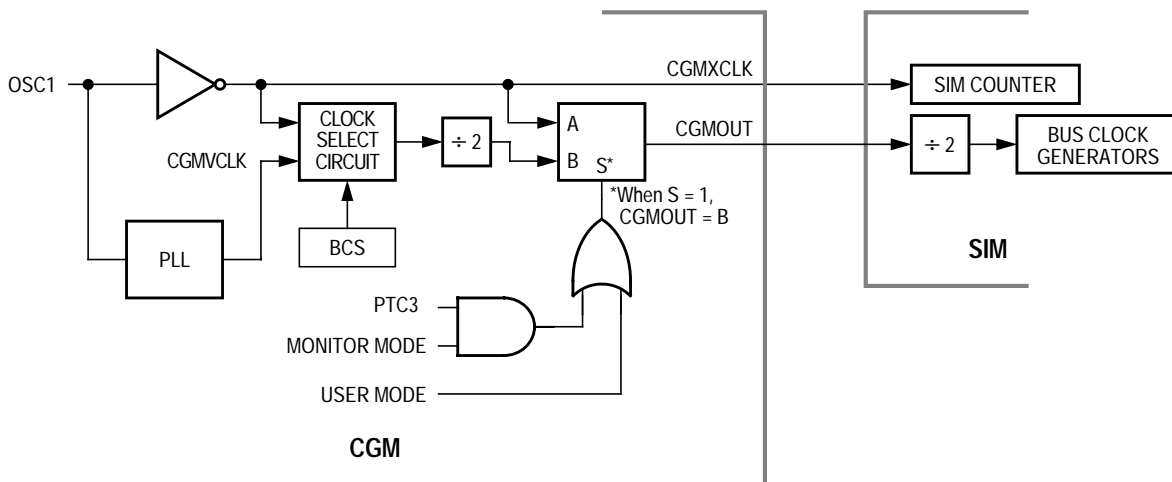 OSC1
CGMXCLK
SIM COUNTER
CLOCK
SELECT
CIRCUIT
÷ 2
A
B
S*
CGMOUT
÷ 2
BUS CLOCK
GENERATORS
CGMVCLK
*When S = 1,
CGMOUT = B
PLL
BCS
SIM
PTC3
MONITOR MODE
USER MODE
CGM